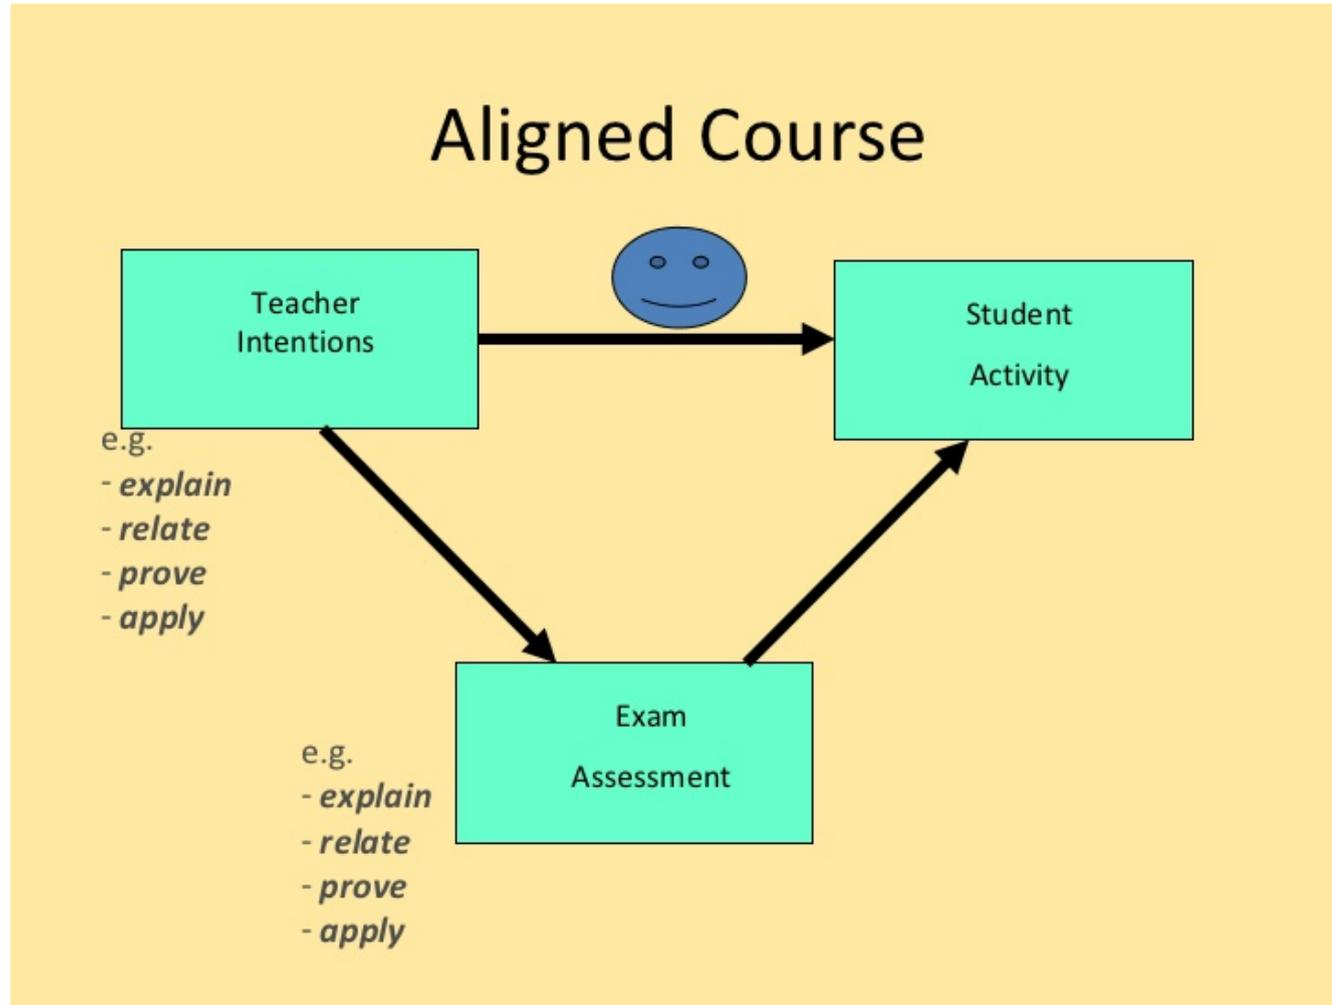 Aligned Course
Teacher
Intentions
Student
Activity
e.g.
- explain
- relate
- prove
- apply
Exam
Assessment
e.g.
- explain
- relate
- prove
- apply